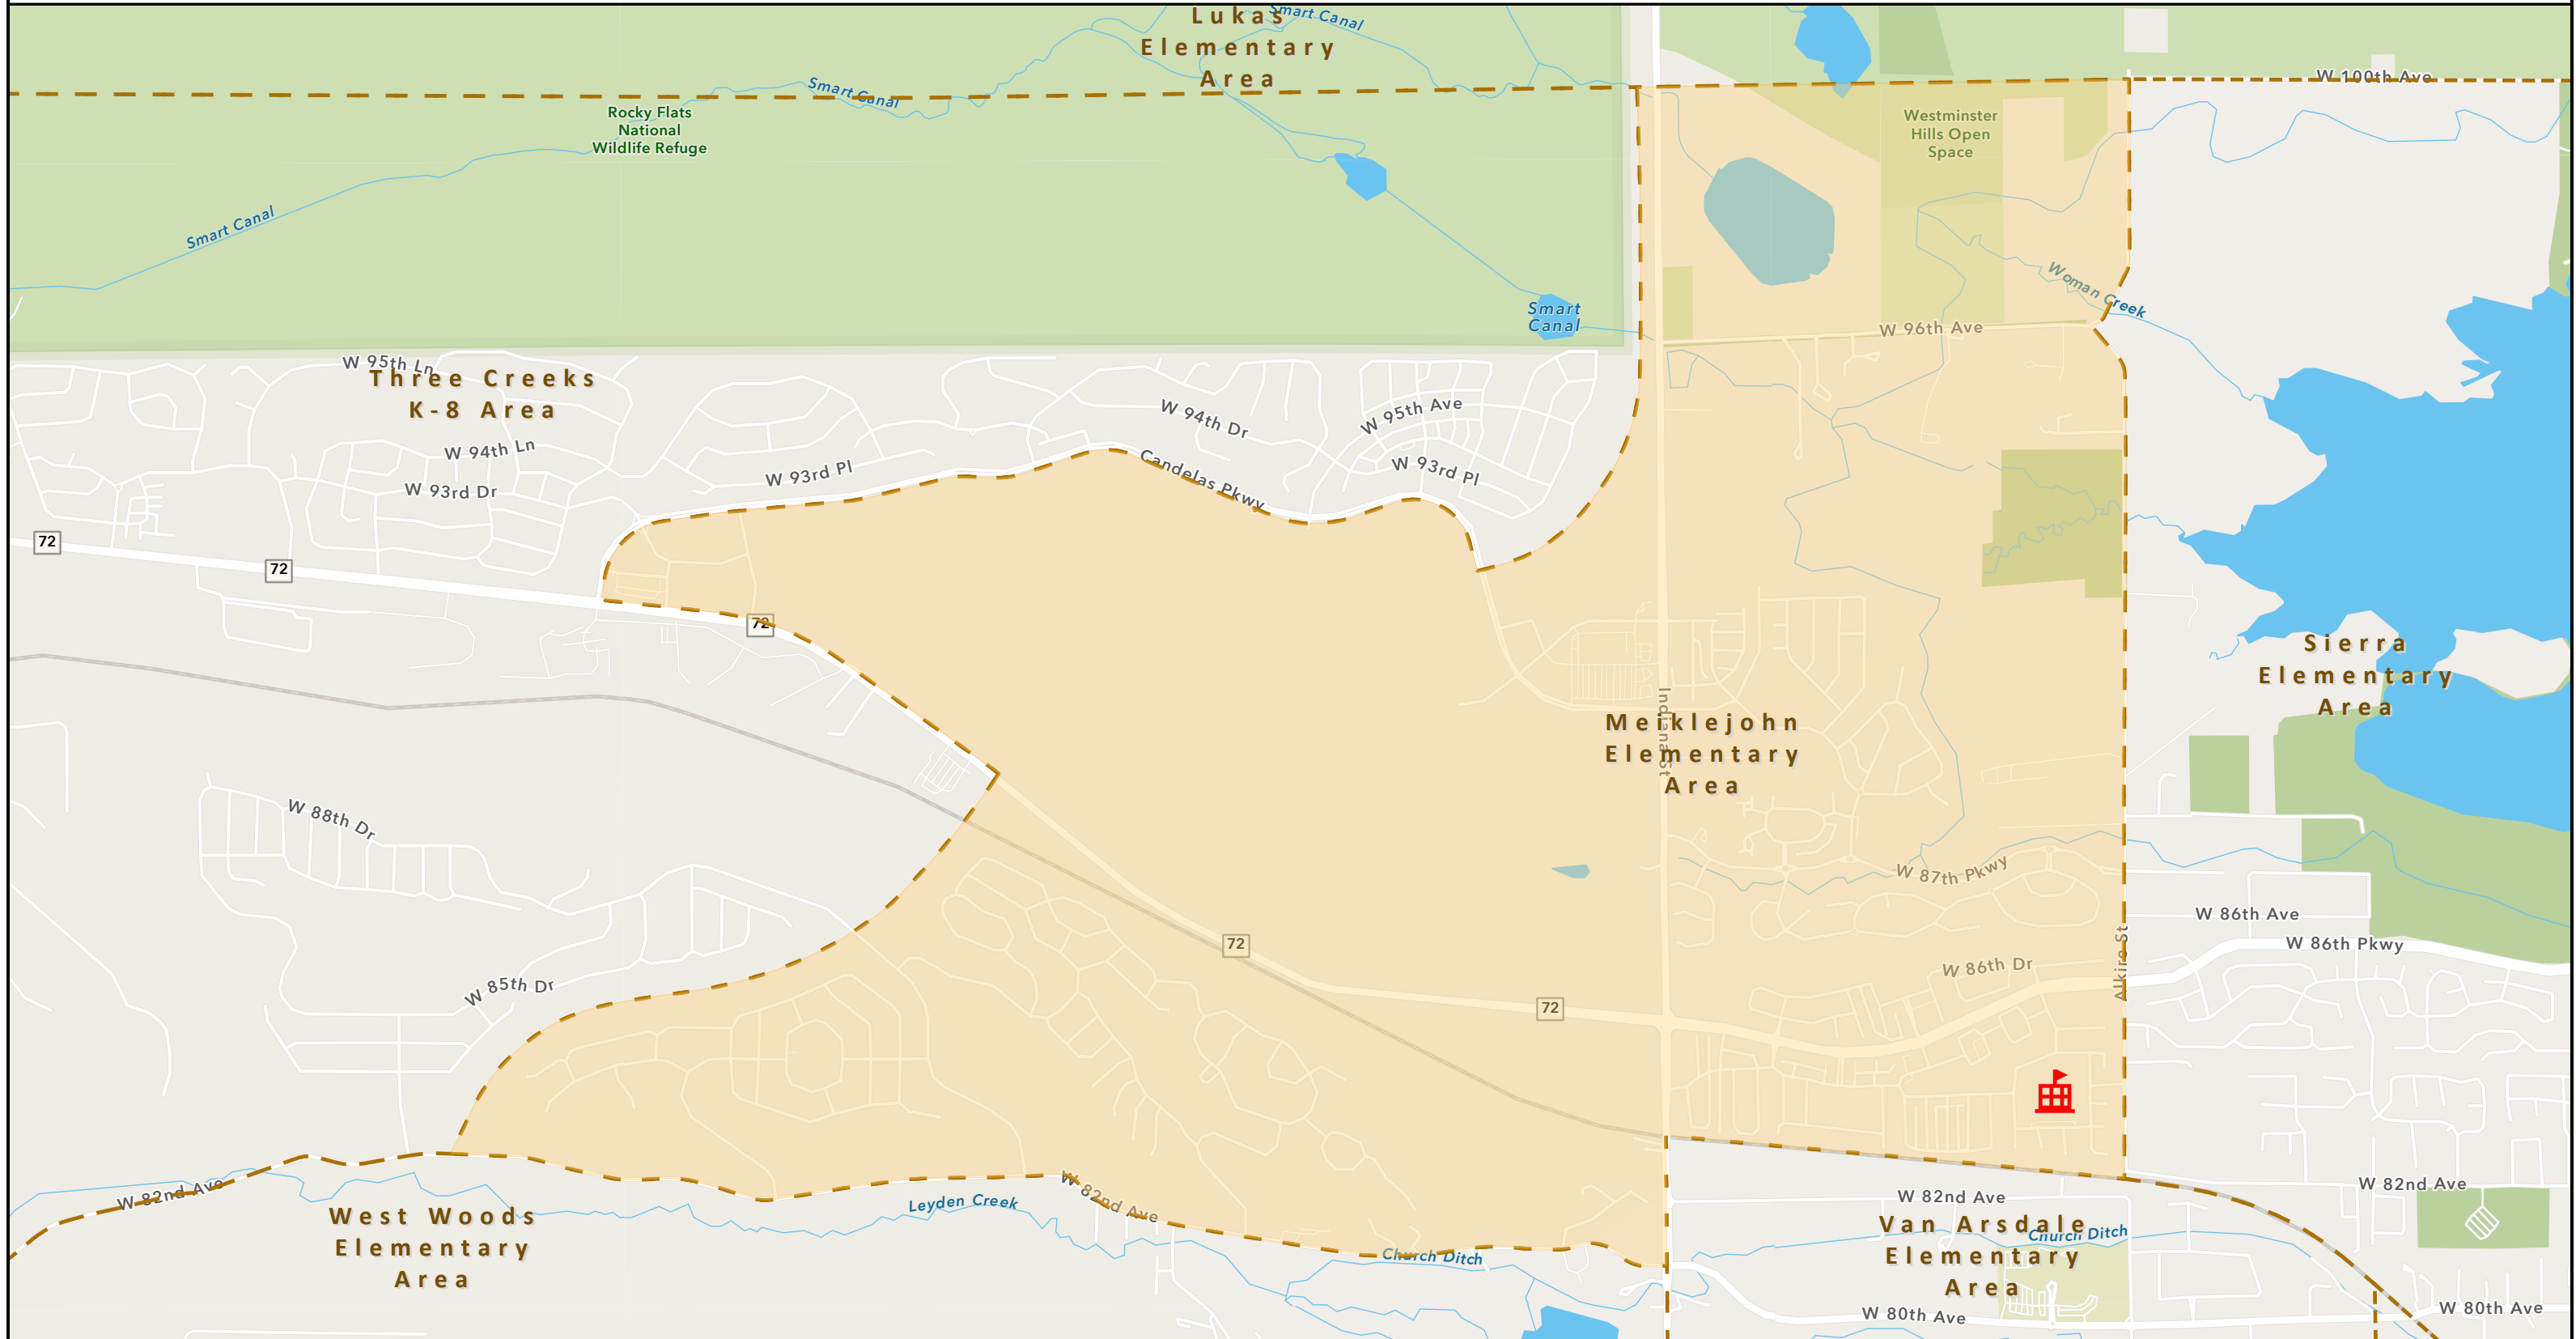 Lukas
Elementary
Area
Smart Canal
W 100th Ave
Smart Canal
Rocky Flats
National
Wildlife Refuge
Westminster
Hills Open
Space
Smart Canal
Woman Creek
Smart
Canal
W 96th Ave
W 95th Ln
Three Creeks
K-8 Area
W 94th Dr
W 95th Ave
W 94th Ln
W 93rd Pl
Candelas Pkwy
W 93rd Pl
W 93rd Dr
72
72
72
Sierra
Elementary
Area
Indiana St
Meiklejohn
Elementary
Area
W 88th Dr
W 87th Pkwy
W 86th Ave
W 86th Pkwy
72
W 86th Dr
Alkire St
W 85th Dr
72
W 82nd Ave
W 82nd Ave
Leyden Creek
W 82nd Ave
W 82nd Ave
West Woods
Elementary
Area
Van Arsdale
Elementary
Area
Church Ditch
Church Ditch
W 80th Ave
W 80th Ave